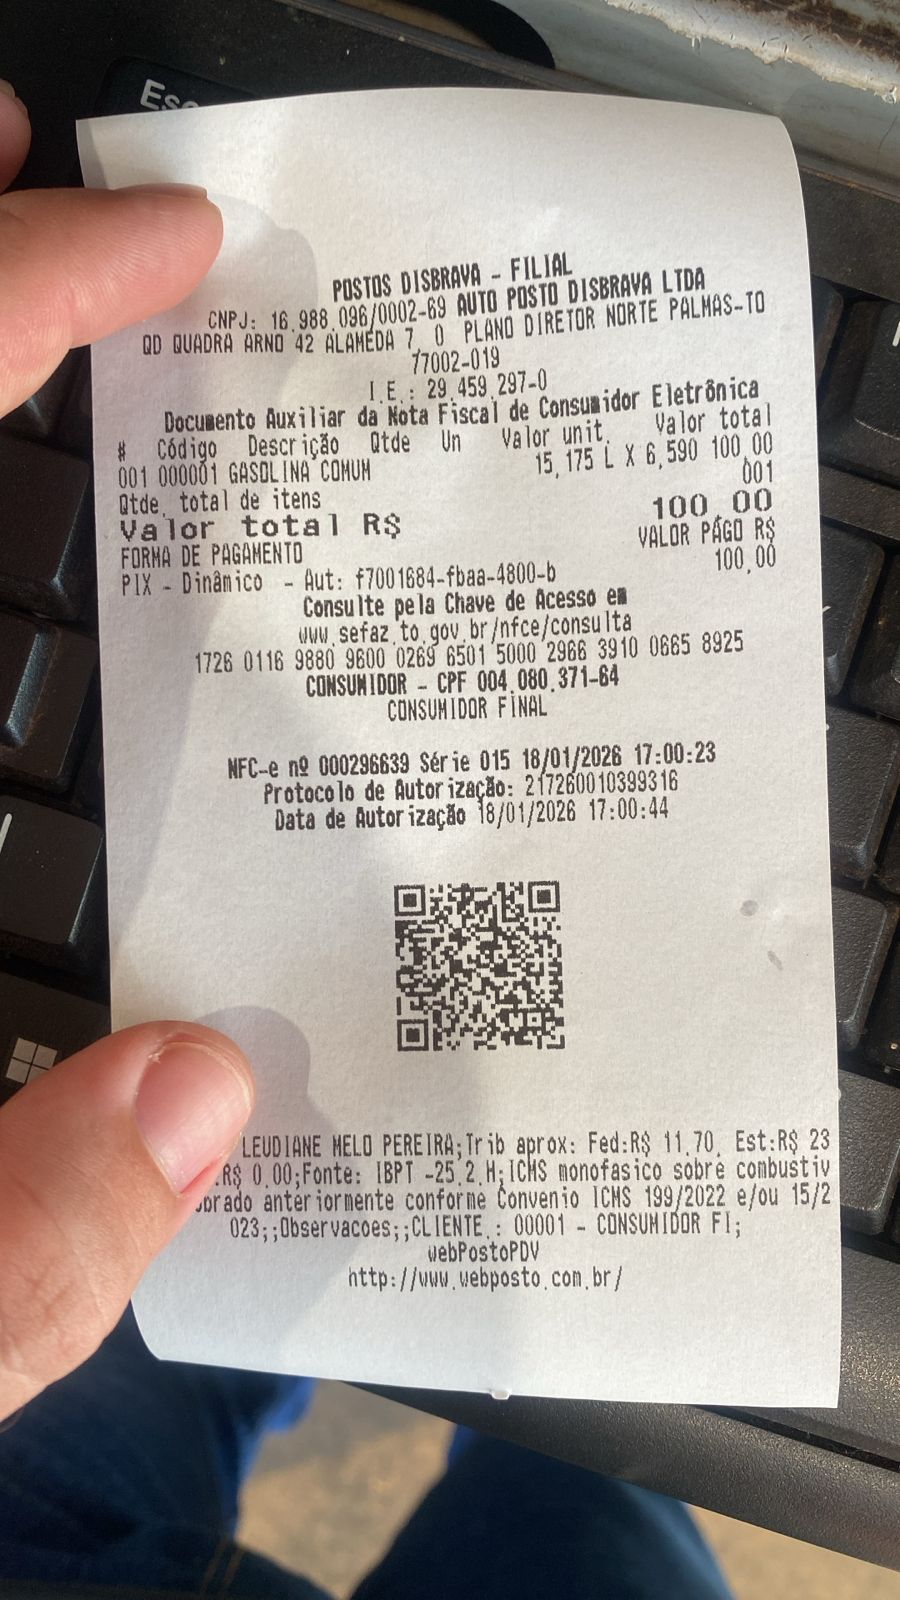 Esc
POSTOS DISBRAVA - FILIAL
CNPJ: 16.988.096/0002-69 AUTO POSTO DISBRAVA LTDA
QD QUADRA ARNO 42 ALAMEDA 7, 0 PLANO DIRETOR NORTE PALMAS-TO
77002-019
I.E.: 29.459.297-0
Documento Auxiliar da Nota Fiscal de Consumidor Eletrônica
# Código Descrição Qtde Un Valor unit. Valor total
001 000001 GASOLINA COMUM 15,175 L X 6,590 100,00
Qtde. total de itens 001
Valor total R$ 100,00
FORMA DE PAGAMENTO VALOR PAGO R$
PIX - Dinâmico - Aut: f7001684-fbaa-4800-b 100,00
Consulte pela Chave de Acesso em
www.sefaz.to.gov.br/nfce/consulta
1726 0116 9880 9600 0269 6501 5000 2966 3910 0665 8925
CONSUMIDOR - CPF 004.080.371-64
CONSUMIDOR FINAL
NFC-e nº 000296639 Série 015 18/01/2026 17:00:23
Protocolo de Autorização: 217260010399316
Data de Autorização 18/01/2026 17:00:44
LEUDIANE MELO PEREIRA;Trib aprox: Fed:R$ 11.70, Est:R$ 23
R$ 0.00;Fonte: IBPT -25.2.H;ICMS monofasico sobre combustiv
brado anteriormente conforme Convenio ICMS 199/2022 e/ou 15/2
023;;Observacoes;;CLIENTE.: 00001 - CONSUMIDOR FI;
webPostoPDV
http://www.webposto.com.br/